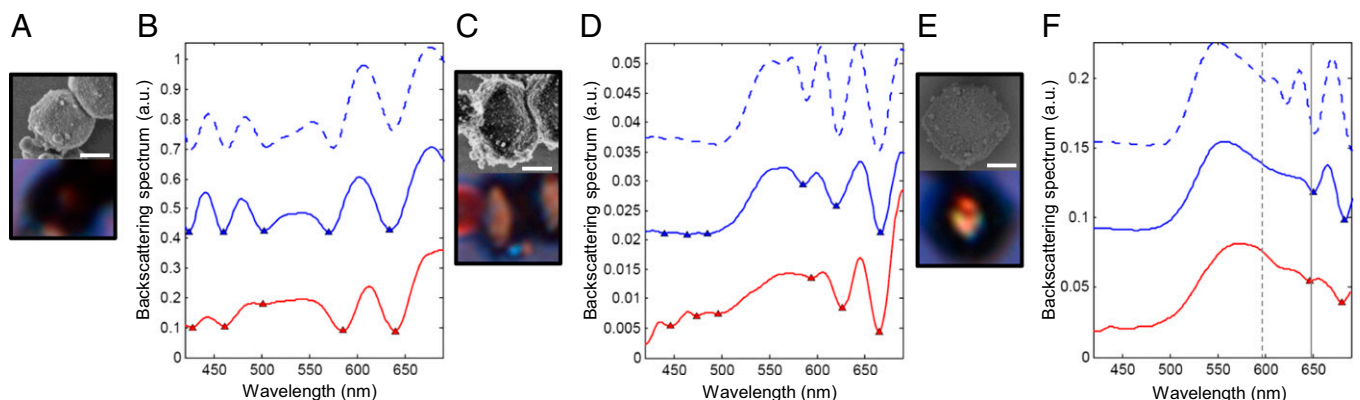 A
B
Backscattering spectrum (a.u.)
1
0.9
0.8
0.7
0.6
0.5
0.4
0.3
0.2
0.1
0
450 500 550 600 650
Wavelength (nm)
C
D
Backscattering spectrum (a.u.)
0.05
0.045
0.04
0.035
0.03
0.025
0.02
0.015
0.01
0.005
0
450 500 550 600 650
Wavelength (nm)
E
F
Backscattering spectrum (a.u.)
0.2
0.15
0.1
0.05
0
450 500 550 600 650
Wavelength (nm)